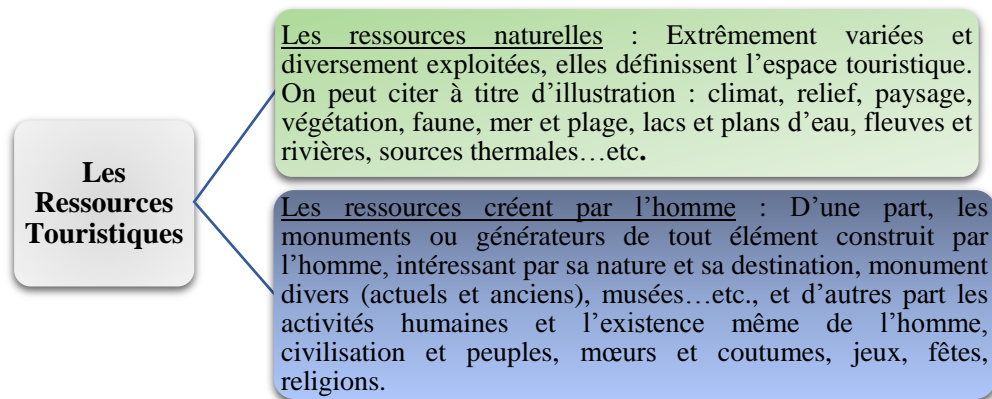 Les
Ressources
Touristiques
Les ressources naturelles : Extrêmement variées et
diversement exploitées, elles définissent l’espace touristique.
On peut citer à titre d’illustration : climat, relief, paysage,
végétation, faune, mer et plage, lacs et plans d’eau, fleuves et
rivières, sources thermales…etc.
Les ressources créent par l’homme : D’une part, les
monuments ou générateurs de tout élément construit par
l’homme, intéressant par sa nature et sa destination, monument
divers (actuels et anciens), musées…etc., et d’autres part les
activités humaines et l’existence même de l’homme,
civilisation et peuples, mœurs et coutumes, jeux, fêtes,
religions.